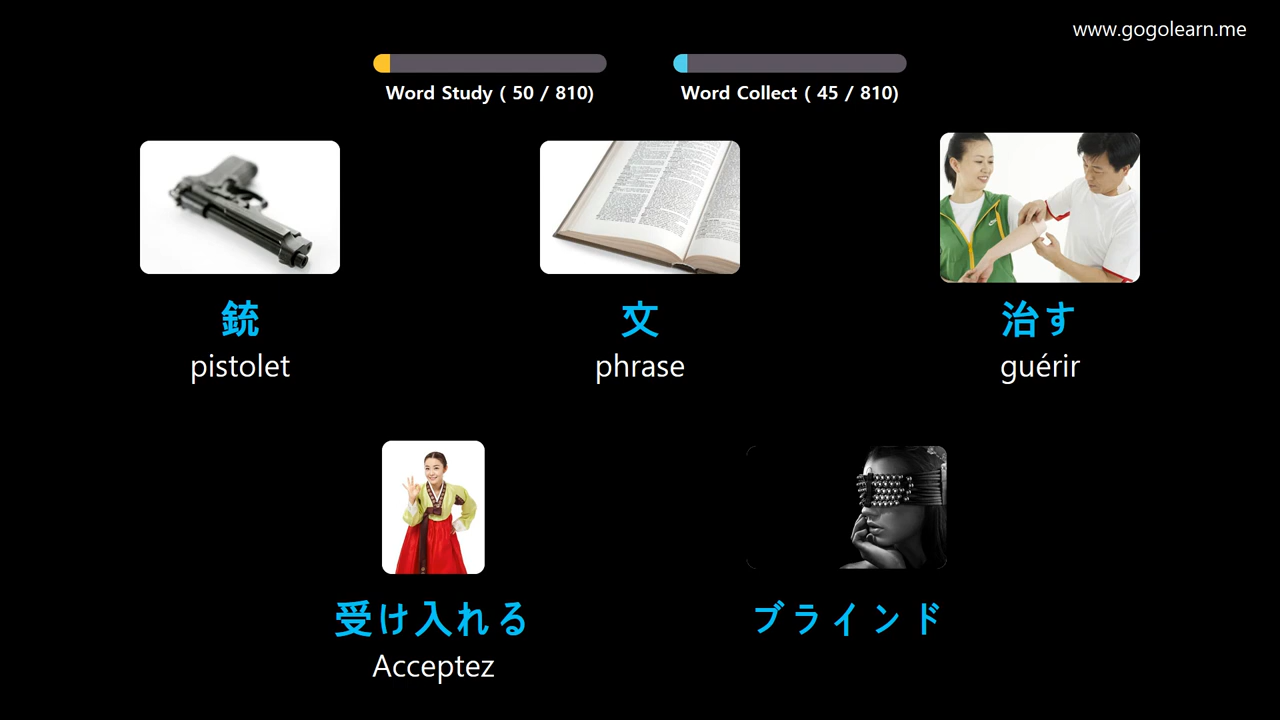 www.gogolearn.me
Word Study ( 50 / 810)
Word Collect ( 45 / 810)
銃
文
治す
pistolet
phrase
guérir
受け入れる
ブラインド
Acceptez